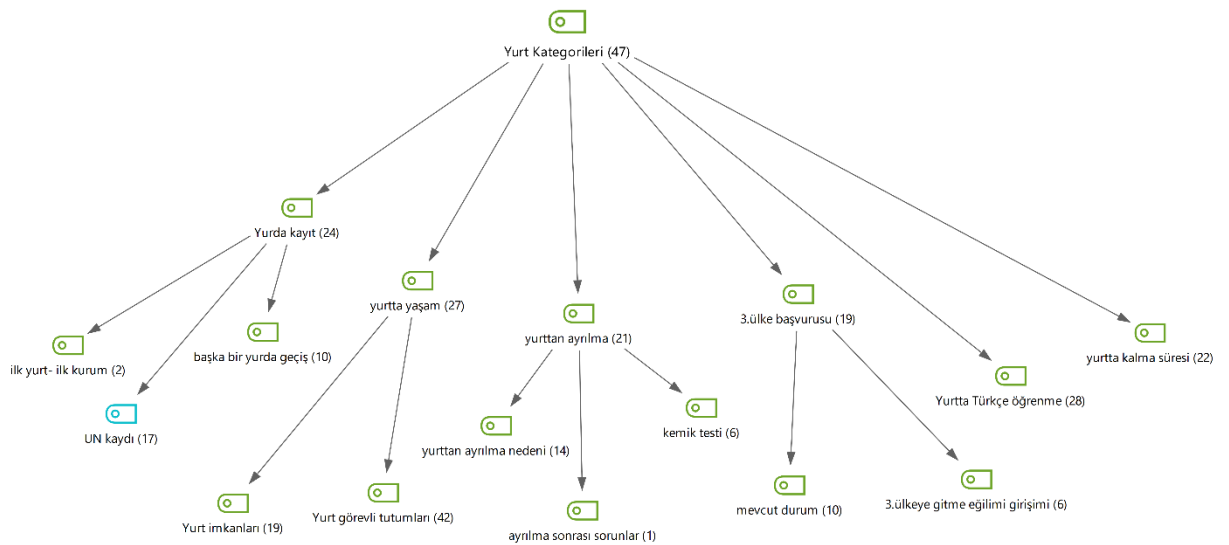 Yurt Kategorileri (47)
Yurda kayıt (24)
yurtta yaşam (27)
yurttan ayrılma (21)
3.ülke başvurusu (19)
Yurtta Türkçe öğrenme (28)
yurtta kalma süresi (22)
ilk yurt- ilk kurum (2)
UN kaydı (17)
başka bir yurda geçiş (10)
Yurt imkanları (19)
Yurt görevli tutumları (42)
yurttan ayrılma nedeni (14)
ayrılma sonrası sorunlar (1)
kemik testi (6)
mevcut durum (10)
3.ülkeye gitme eğilimi girişimi (6)